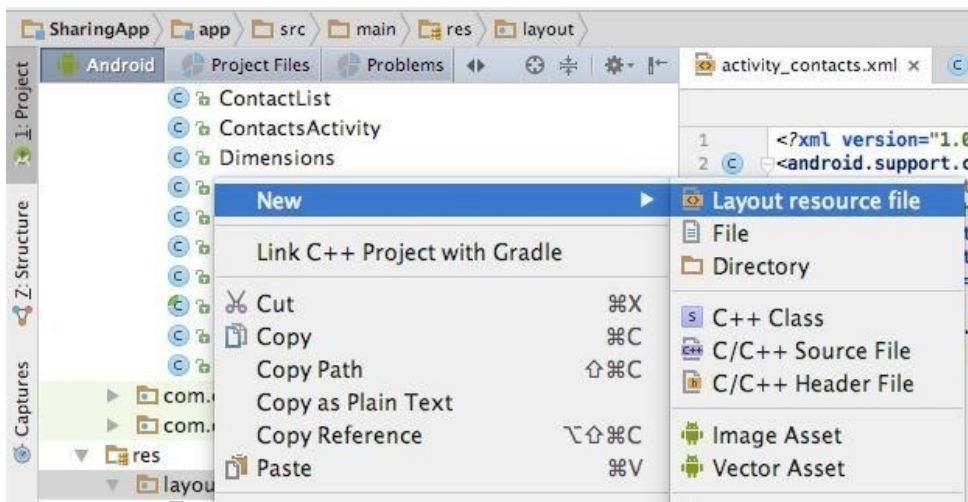 SharingApp app src main res layout
1: Project
Android Project Files Problems
activity_contacts.xml
ContactList
ContactsActivity
Dimensions
1 <?xml version="1.0
2 <android.support.c
New
Layout resource file
File
Link C++ Project with Gradle
Directory
Z: Structure
Cut ⌘X
C++ Class
Copy ⌘C
C/C++ Source File
Copy Path ⇧⌘C
C/C++ Header File
Copy as Plain Text
Captures
com.
com.
Copy Reference ⌥⇧⌘C
Image Asset
res
Paste ⌘V
Vector Asset
layou